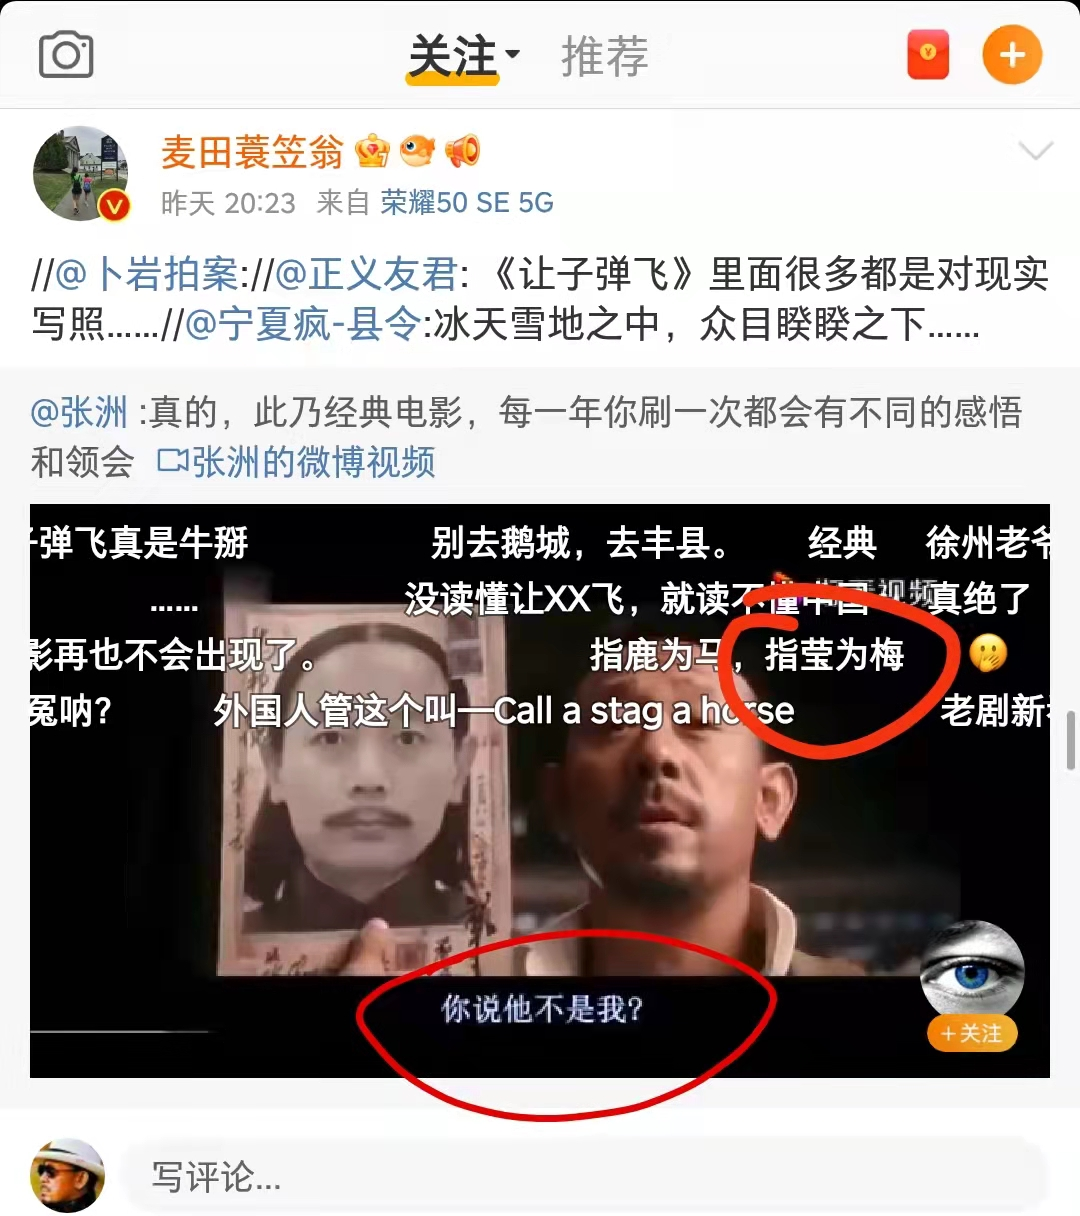 关注 推荐
麦田蓑笠翁
昨天 20:23 来自 荣耀50 SE 5G
//@卜岩拍案://@正义友君: 《让子弹飞》里面很多都是对现实
写照......//@宁夏疯-县令:冰天雪地之中，众目睽睽之下......
@张洲 :真的，此乃经典电影，每一年你刷一次都会有不同的感悟
和领会 张洲的微博视频
弹飞真是牛掰 别去鹅城，去丰县。 经典 徐州老爷
...... 没读懂让XX飞，就读不懂中国 真绝了
影再也不会出现了。 指鹿为马，指莹为梅
冤呐? 外国人管这个叫—Call a stag a horse 老剧新
你说他不是我?
+关注
写评论...